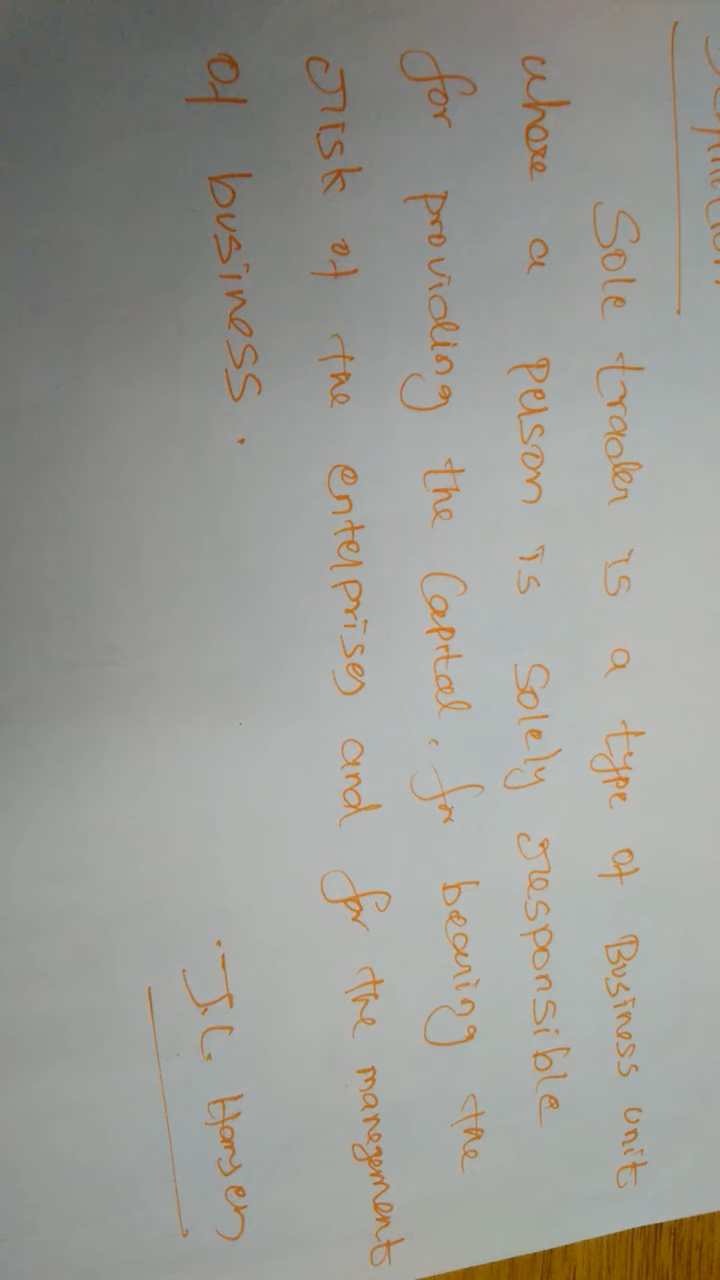 Definition
Sole trader is a type of Business unit
where a person is solely responsible
for providing the Capital, for bearing the
risk of the enterprises and for the management
of business.
J.L. Hansen